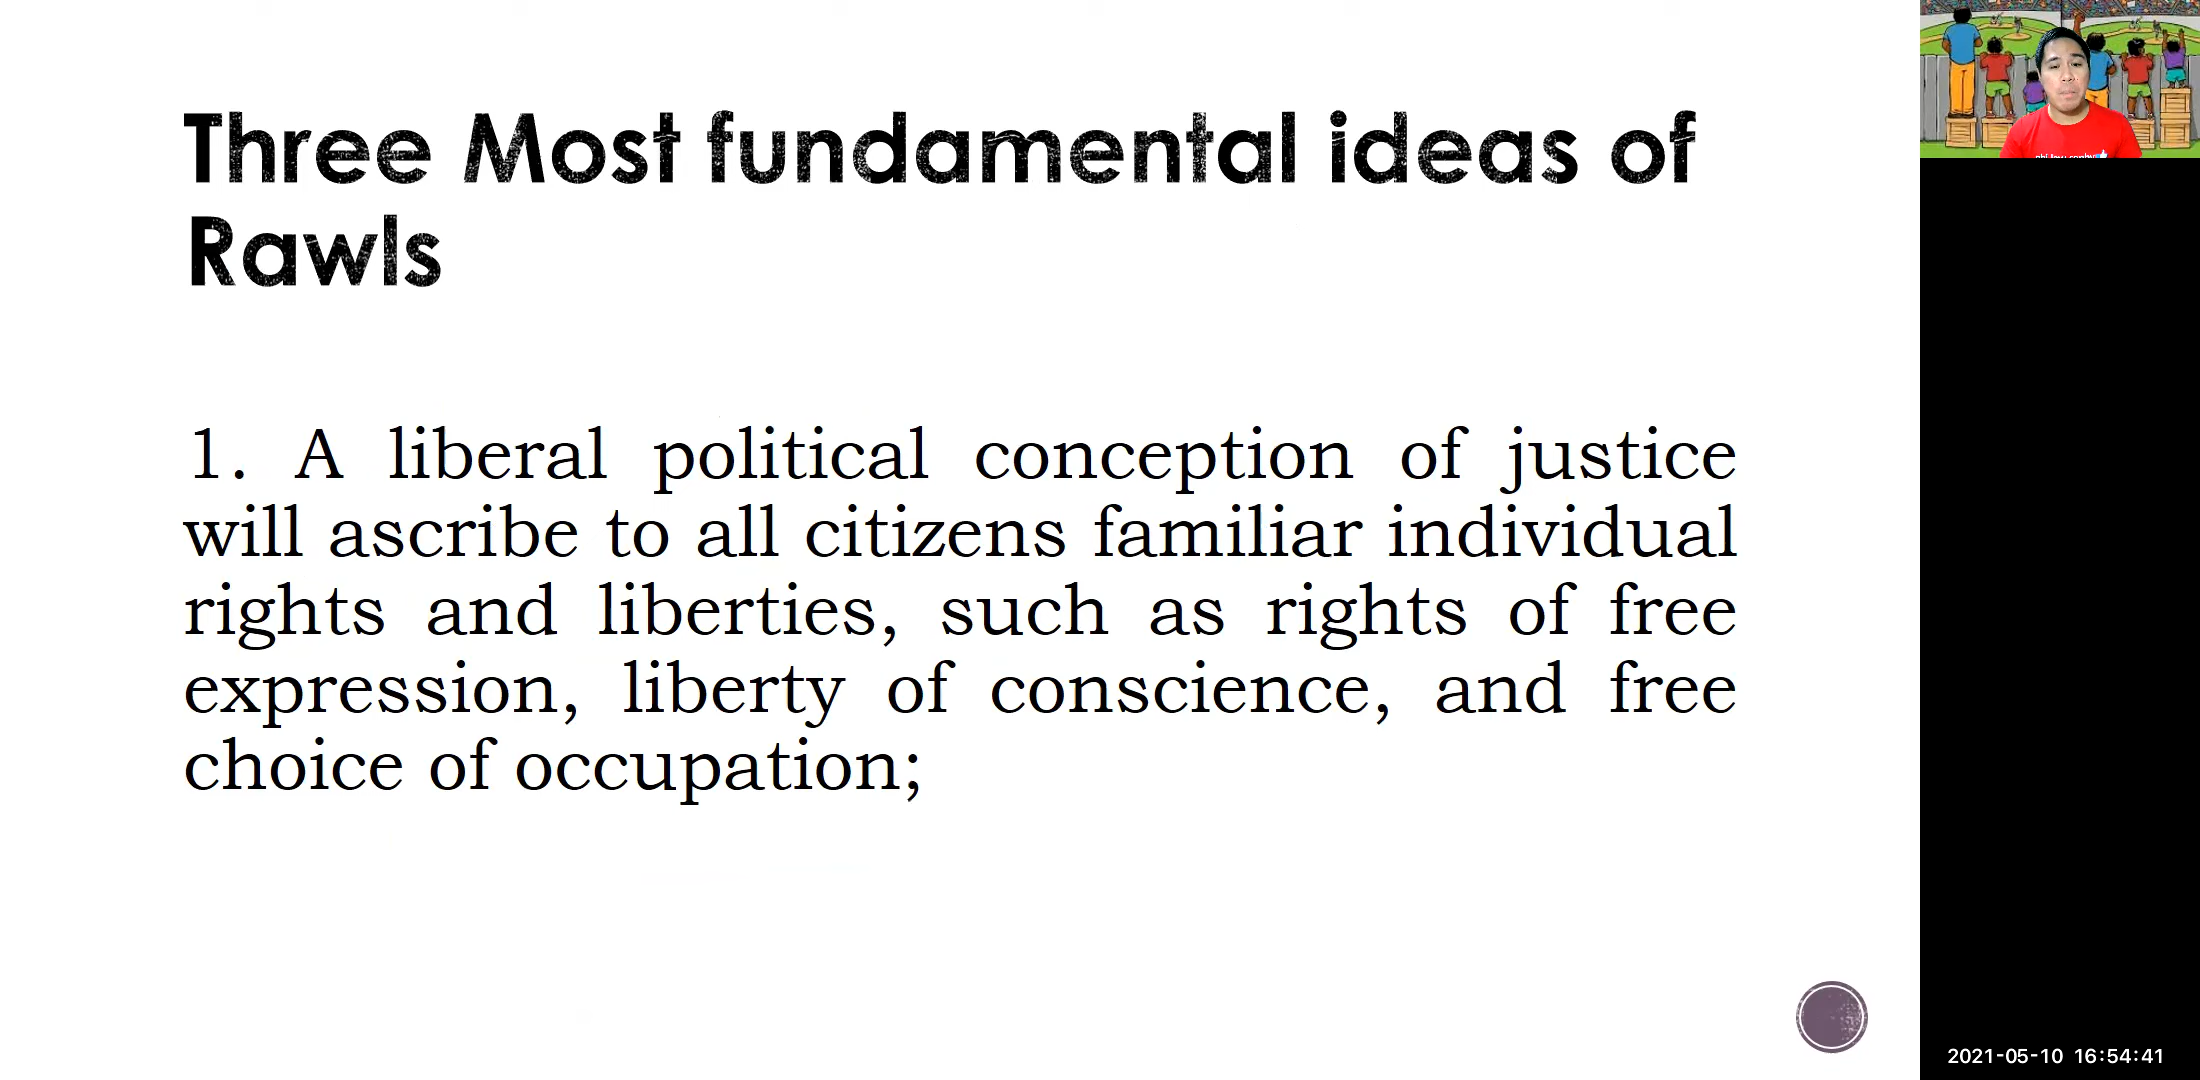 Three Most fundamental ideas of
Rawls
1. A liberal political conception of justice
will ascribe to all citizens familiar individual
rights and liberties, such as rights of free
expression, liberty of conscience, and free
choice of occupation;
2021-05-10 16:54:41